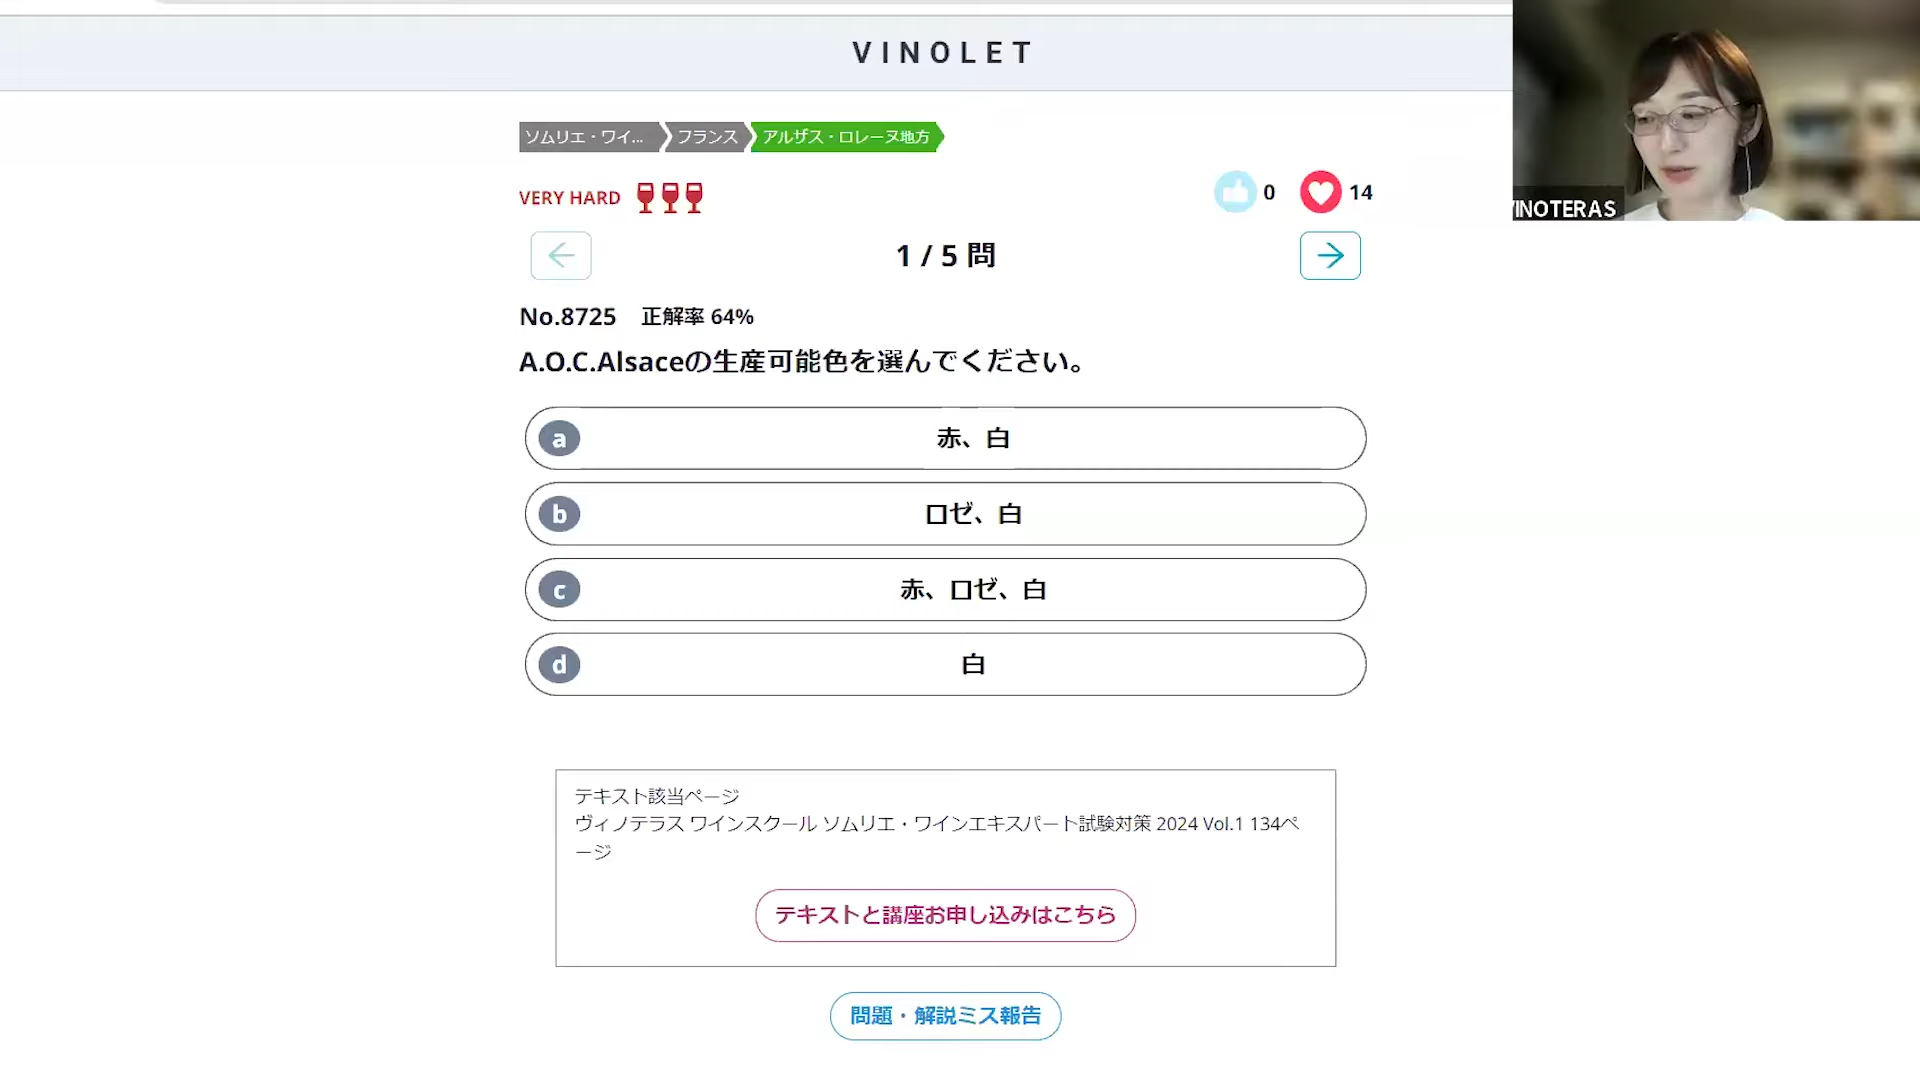 VINOLET
ソムリエ・ワイ...
フランス
アルザス・ロレーヌ地方
VERY HARD
0
14
1 / 5 問
No.8725 正解率 64%
A.O.C.Alsaceの生産可能色を選んでください。
a 赤、白
b ロゼ、白
c 赤、ロゼ、白
d 白
テキスト該当ページ
ヴィノテラス ワインスクール ソムリエ・ワインエキスパート試験対策 2024 Vol.1 134ペ
ージ
テキストと講座お申し込みはこちら
問題・解説ミス報告
VINOTERAS